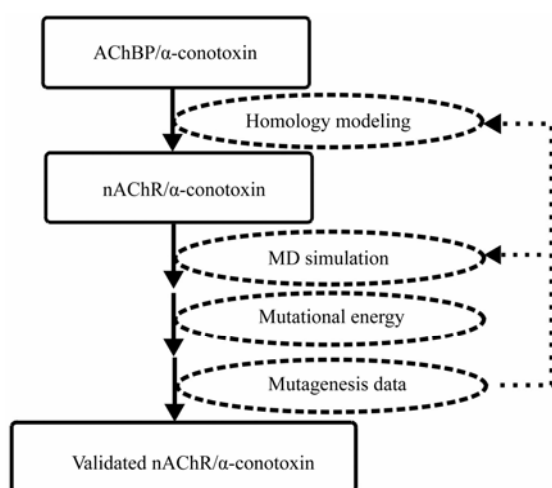 AChBP/α-conotoxin
Homology modeling
nAChR/α-conotoxin
MD simulation
Mutational energy
Mutagenesis data
Validated nAChR/α-conotoxin